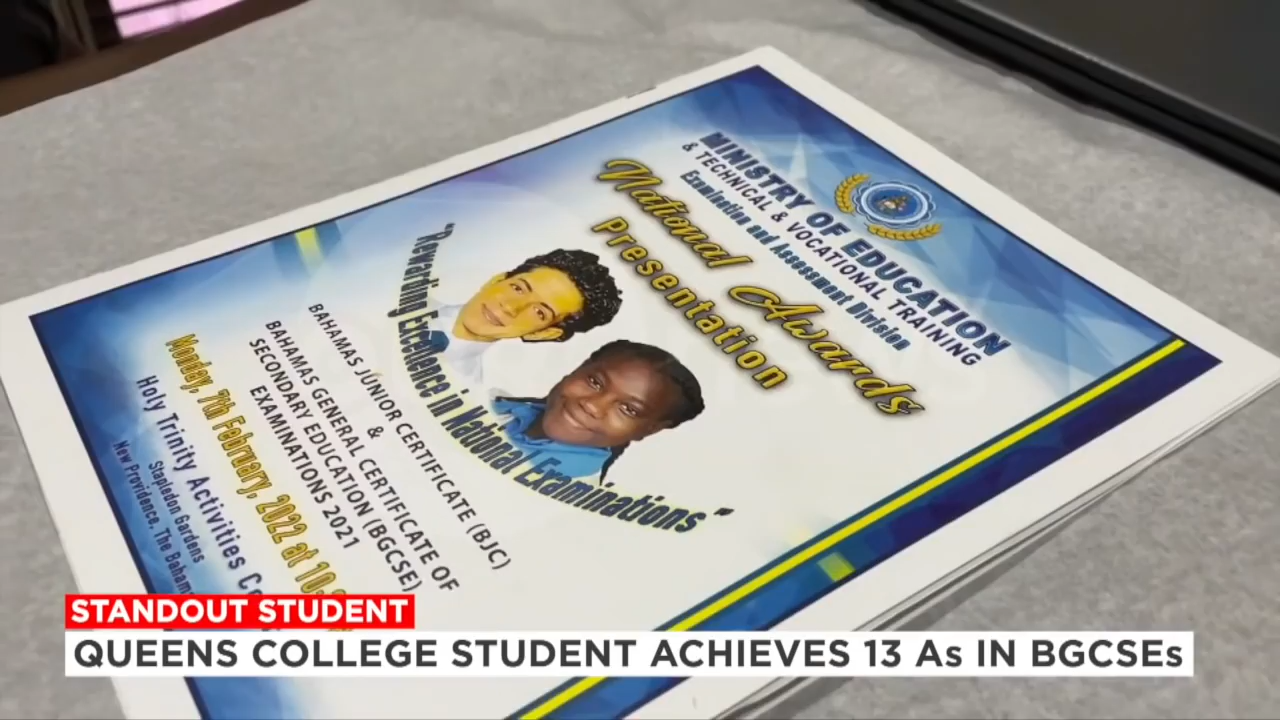 MINISTRY OF EDUCATION
& TECHNICAL & VOCATIONAL TRAINING
Examination and Assessment Division
National Awards
Presentation
"Rewarding Excellence in National Examinations"
BAHAMAS JUNIOR CERTIFICATE (BJC)
&
BAHAMAS GENERAL CERTIFICATE OF
SECONDARY EDUCATION (BGCSE)
EXAMINATIONS 2021
Monday, 7th February, 2022 at
Holy Trinity Activities
Stapledon Gardens
New Providence, The
STANDOUT STUDENT
QUEENS COLLEGE STUDENT ACHIEVES 13 As IN BGCSEs